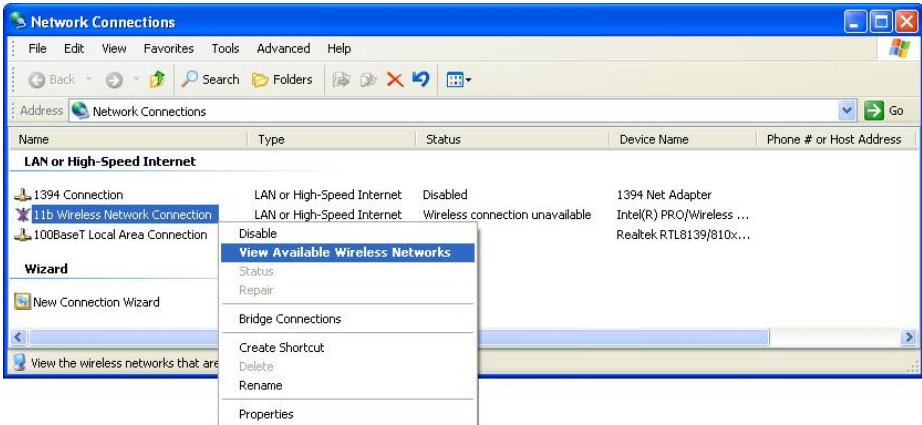 Network Connections
File Edit View Favorites Tools Advanced Help
Back Search Folders
Address Network Connections Go
Name Type Status Device Name Phone # or Host Address
LAN or High-Speed Internet
1394 Connection LAN or High-Speed Internet Disabled 1394 Net Adapter
11b Wireless Network Connection LAN or High-Speed Internet Wireless connection unavailable Intel(R) PRO/Wireless ...
100BaseT Local Area Connection Realtek RTL8139/810x...
Disable
View Available Wireless Networks
Status
Repair
Bridge Connections
Create Shortcut
Delete
Rename
Properties
Wizard
New Connection Wizard
View the wireless networks that are